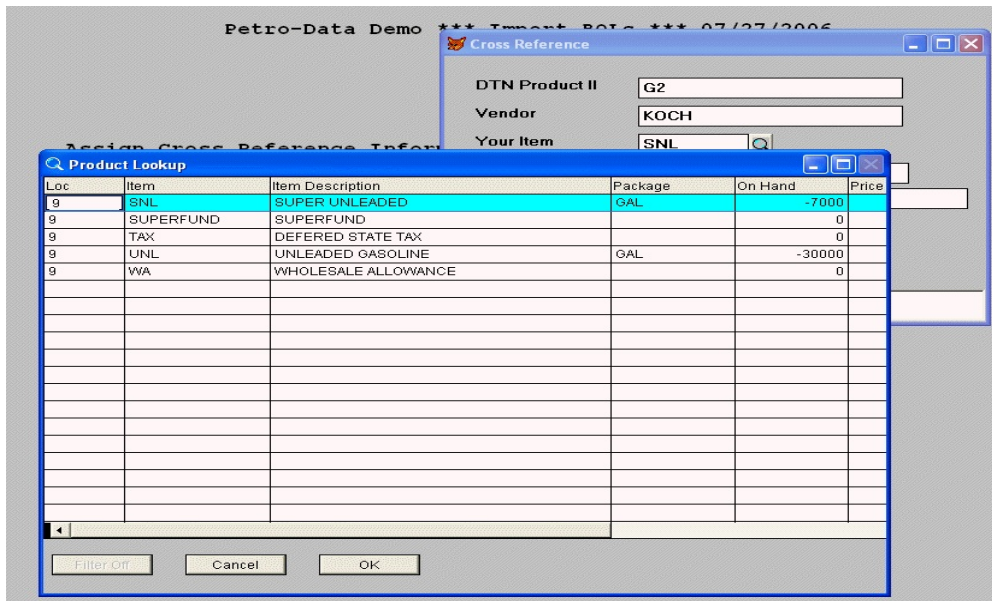 Petro-Data Demo *** Import BOLs *** 07/27/2006
Cross Reference
DTN Product II
G2
Vendor
KOCH
Your Item
SNL
Assign Cross Reference Infor
Product Lookup
Loc Item Item Description Package On Hand Price
9 SNL SUPER UNLEADED GAL -7000
9 SUPERFUND SUPERFUND 0
9 TAX DEFERED STATE TAX 0
9 UNL UNLEADED GASOLINE GAL -30000
9 WA WHOLESALE ALLOWANCE 0
Filter Off Cancel OK